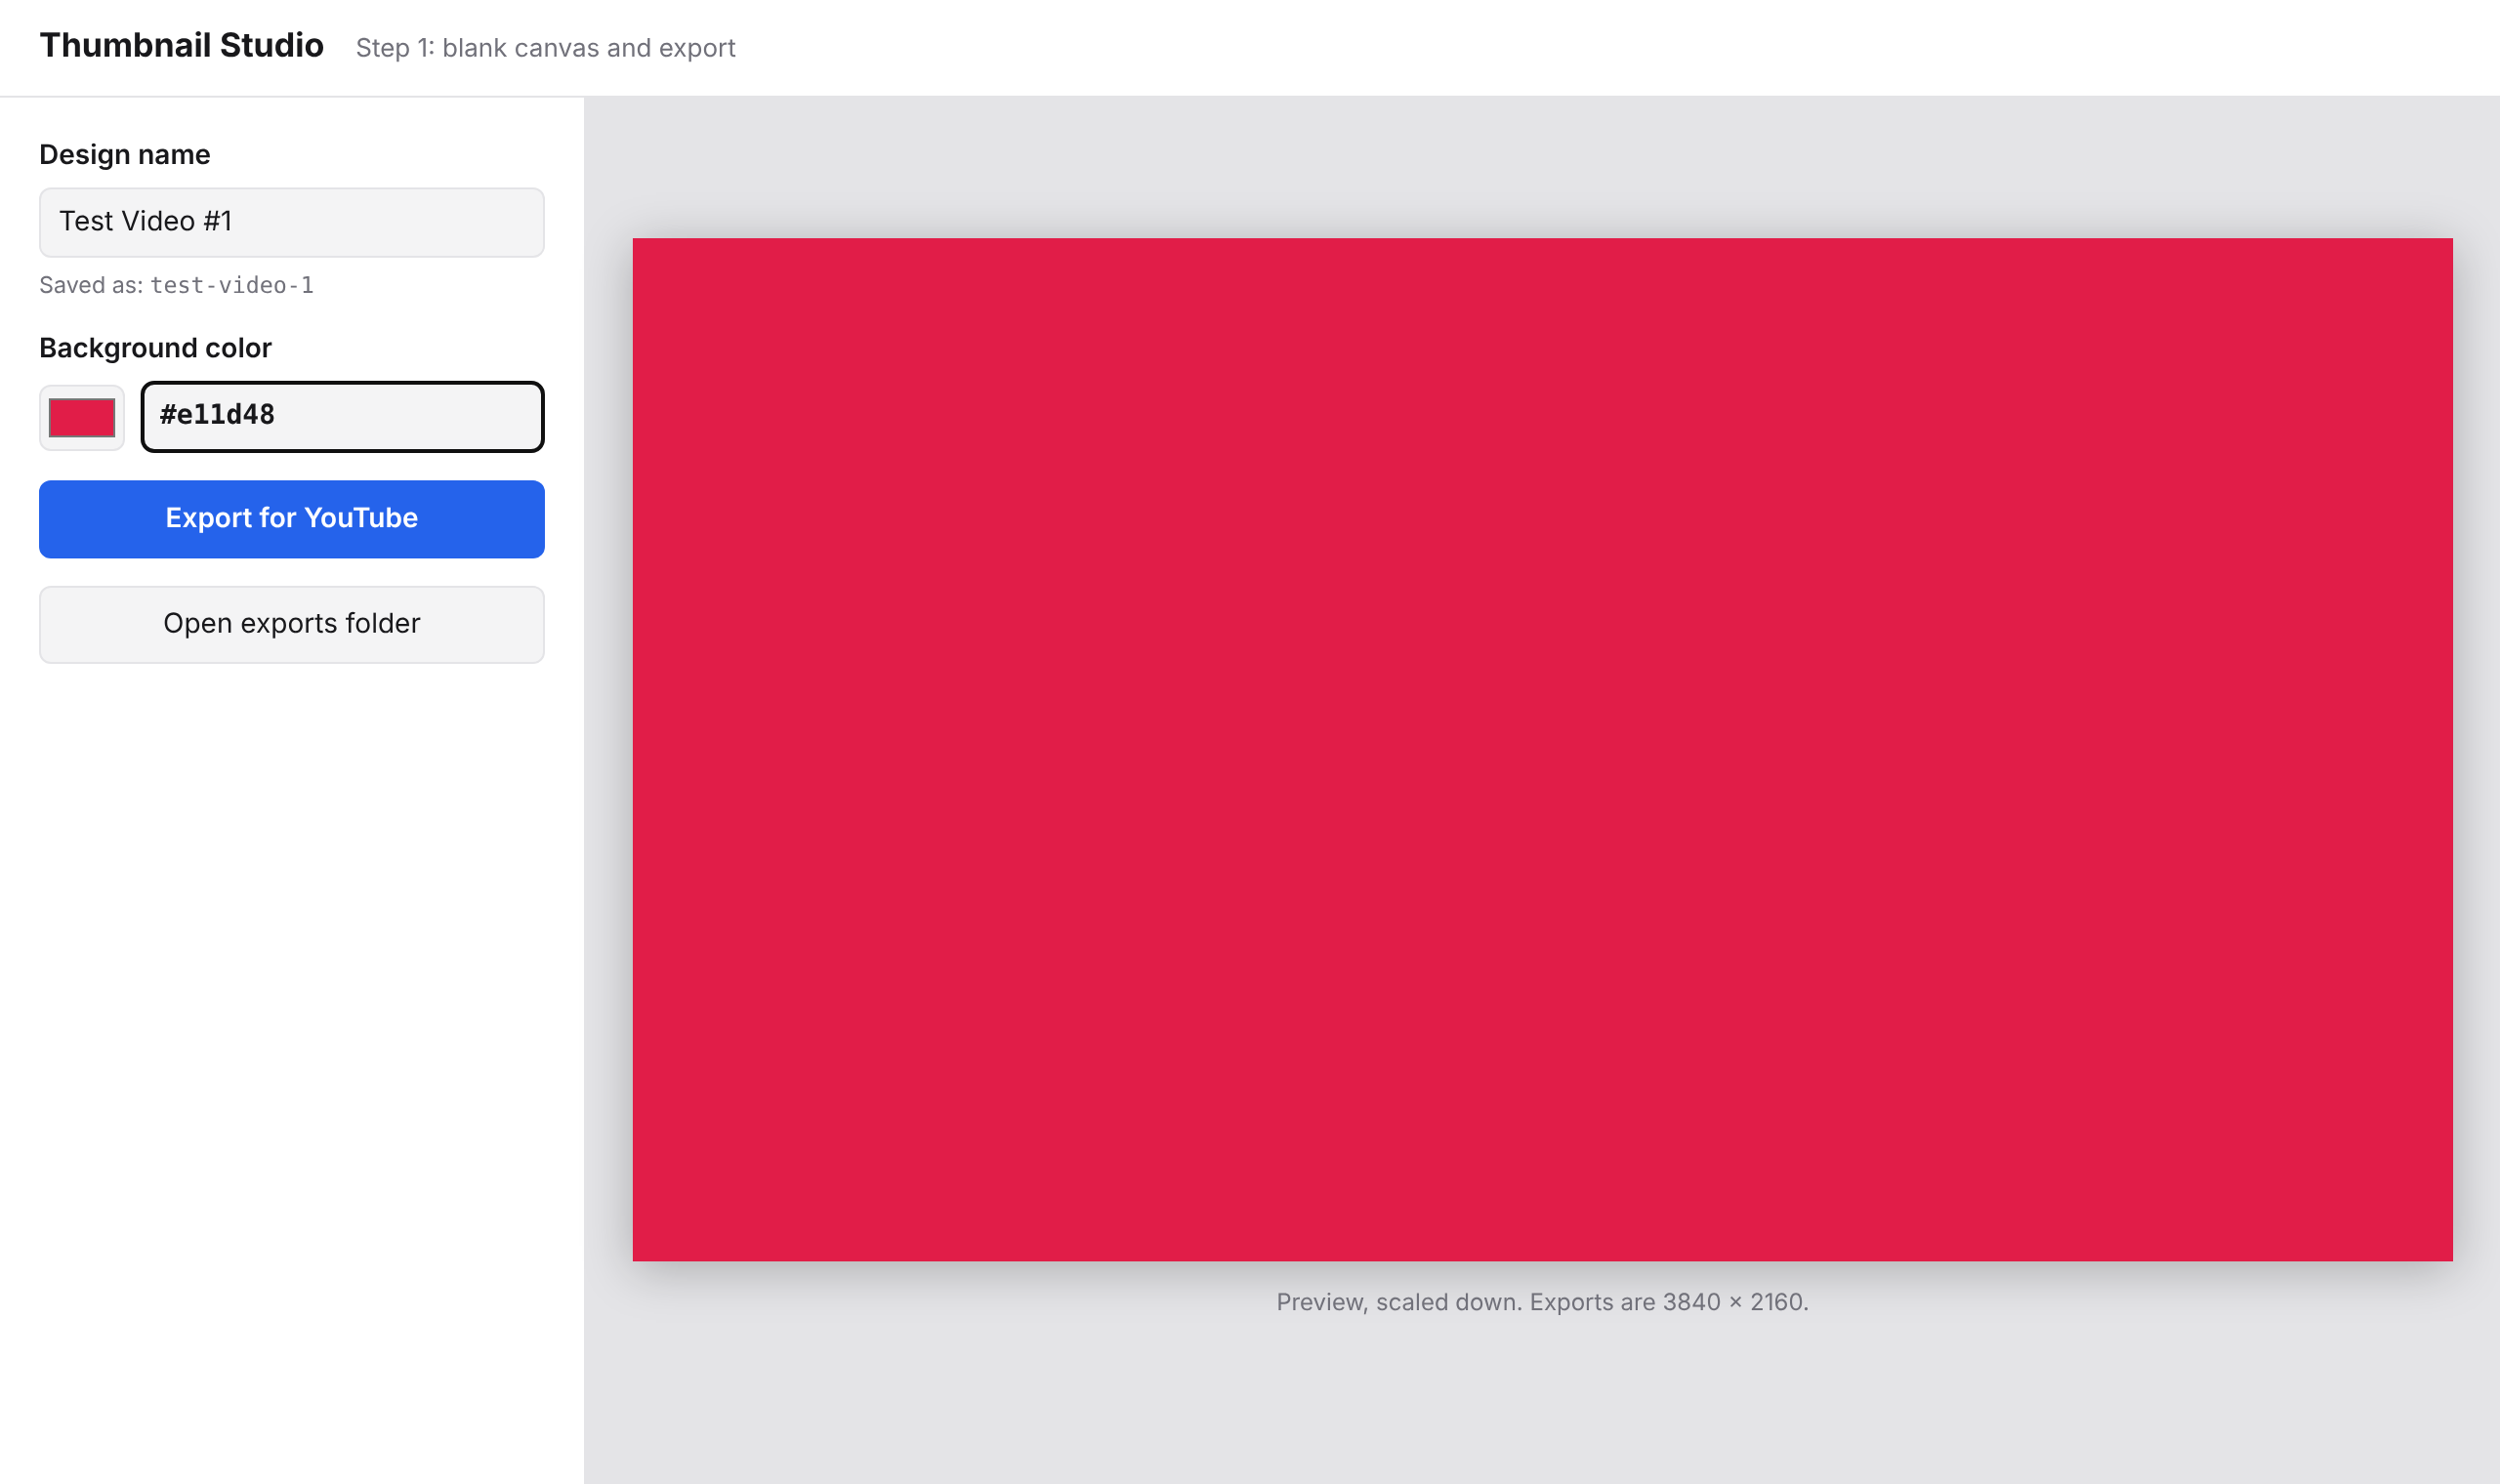 Thumbnail Studio Step 1: blank canvas and export
Design name
Test Video #1
Saved as: test-video-1
Background color
#e11d48
Export for YouTube
Open exports folder
Preview, scaled down. Exports are 3840 × 2160.